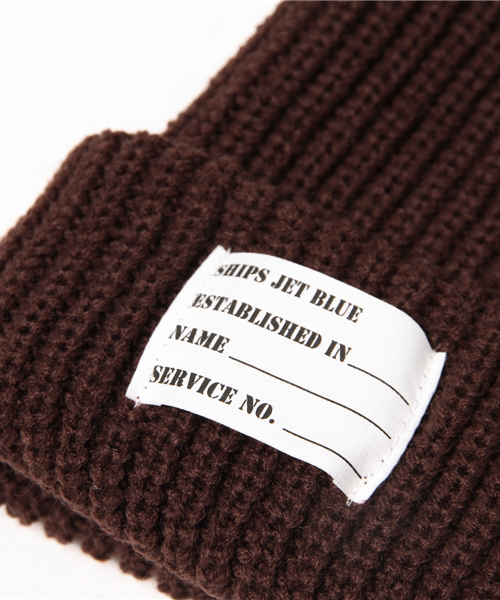 SHIPS JET BLUE
ESTABLISHED IN
NAME
SERVICE NO.